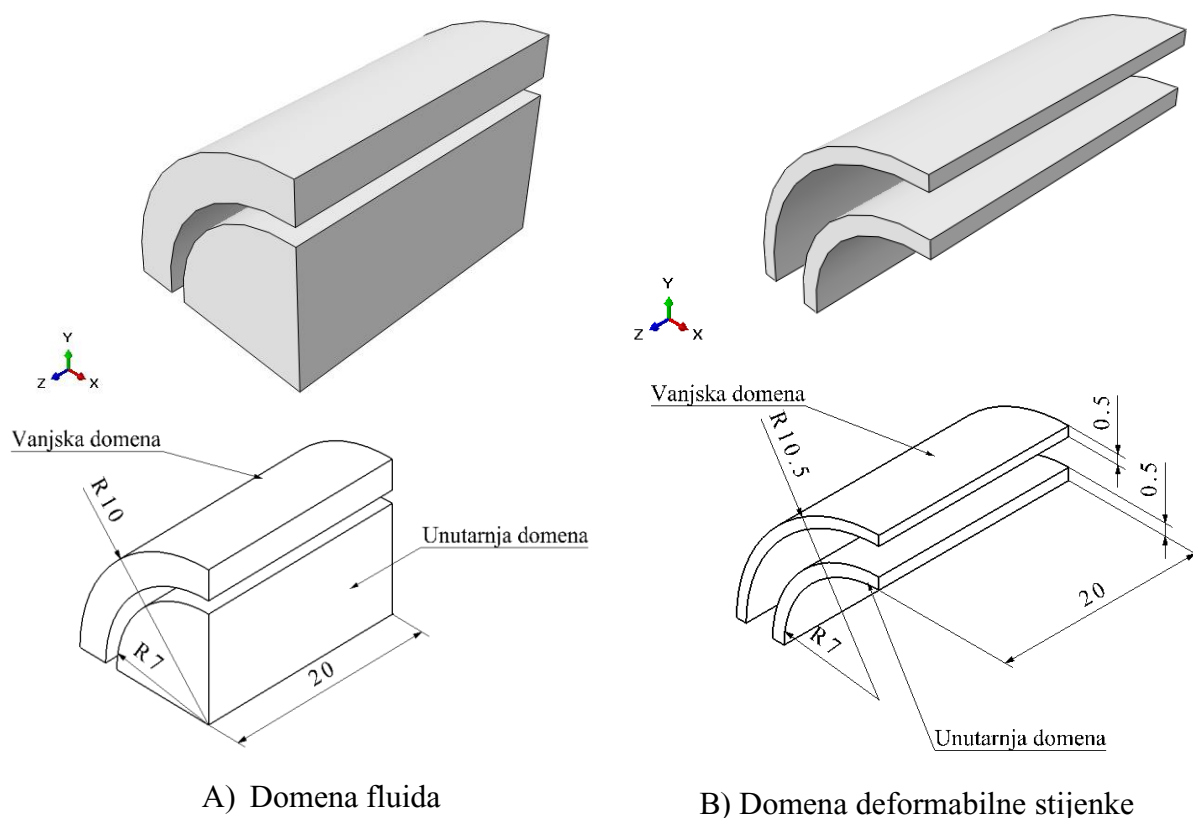 Y
Z
X
Y
Z
X
Vanjska domena
R10
Unutarnja domena
R7
20
A) Domena fluida
Vanjska domena
R10.5
0.5
0.5
20
R7
Unutarnja domena
B) Domena deformabilne stijenke